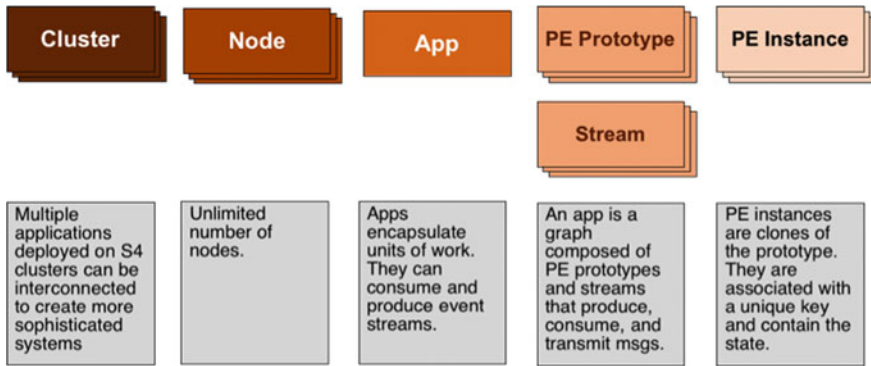 Cluster
Node
App
PE Prototype
PE Instance
Stream
Multiple
applications
deployed on S4
clusters can be
interconnected
to create more
sophisticated
systems
Unlimited
number of
nodes.
Apps
encapsulate
units of work.
They can
consume and
produce event
streams.
An app is a
graph
composed of
PE prototypes
and streams
that produce,
consume, and
transmit msgs.
PE instances
are clones of
the prototype.
They are
associated with
a unique key
and contain the
state.